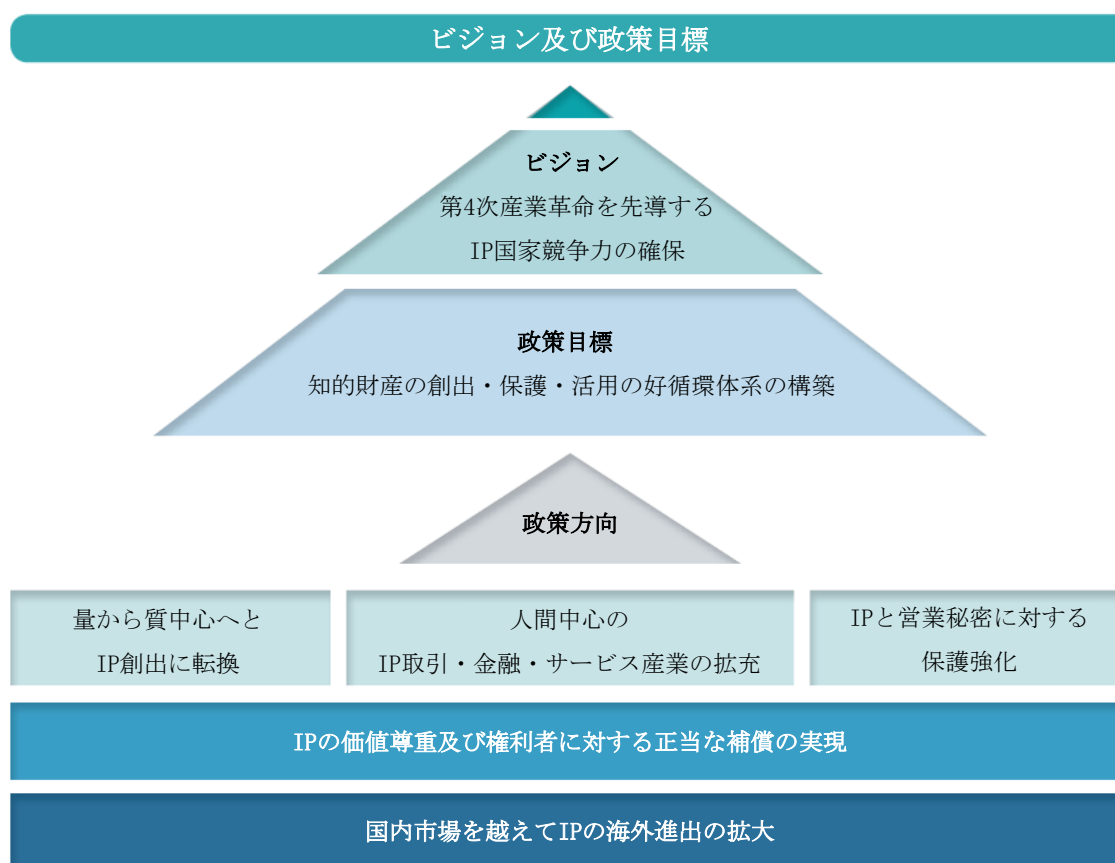 ビジョン及び政策目標
ビジョン
第4次産業革命を先導する
IP国家競争力の確保
政策目標
知的財産の創出・保護・活用の好循環体系の構築
政策方向
量から質中心へと
IP創出に転換
人間中心の
IP取引・金融・サービス産業の拡充
IPと営業秘密に対する
保護強化
IPの価値尊重及び権利者に対する正当な補償の実現
国内市場を越えてIPの海外進出の拡大